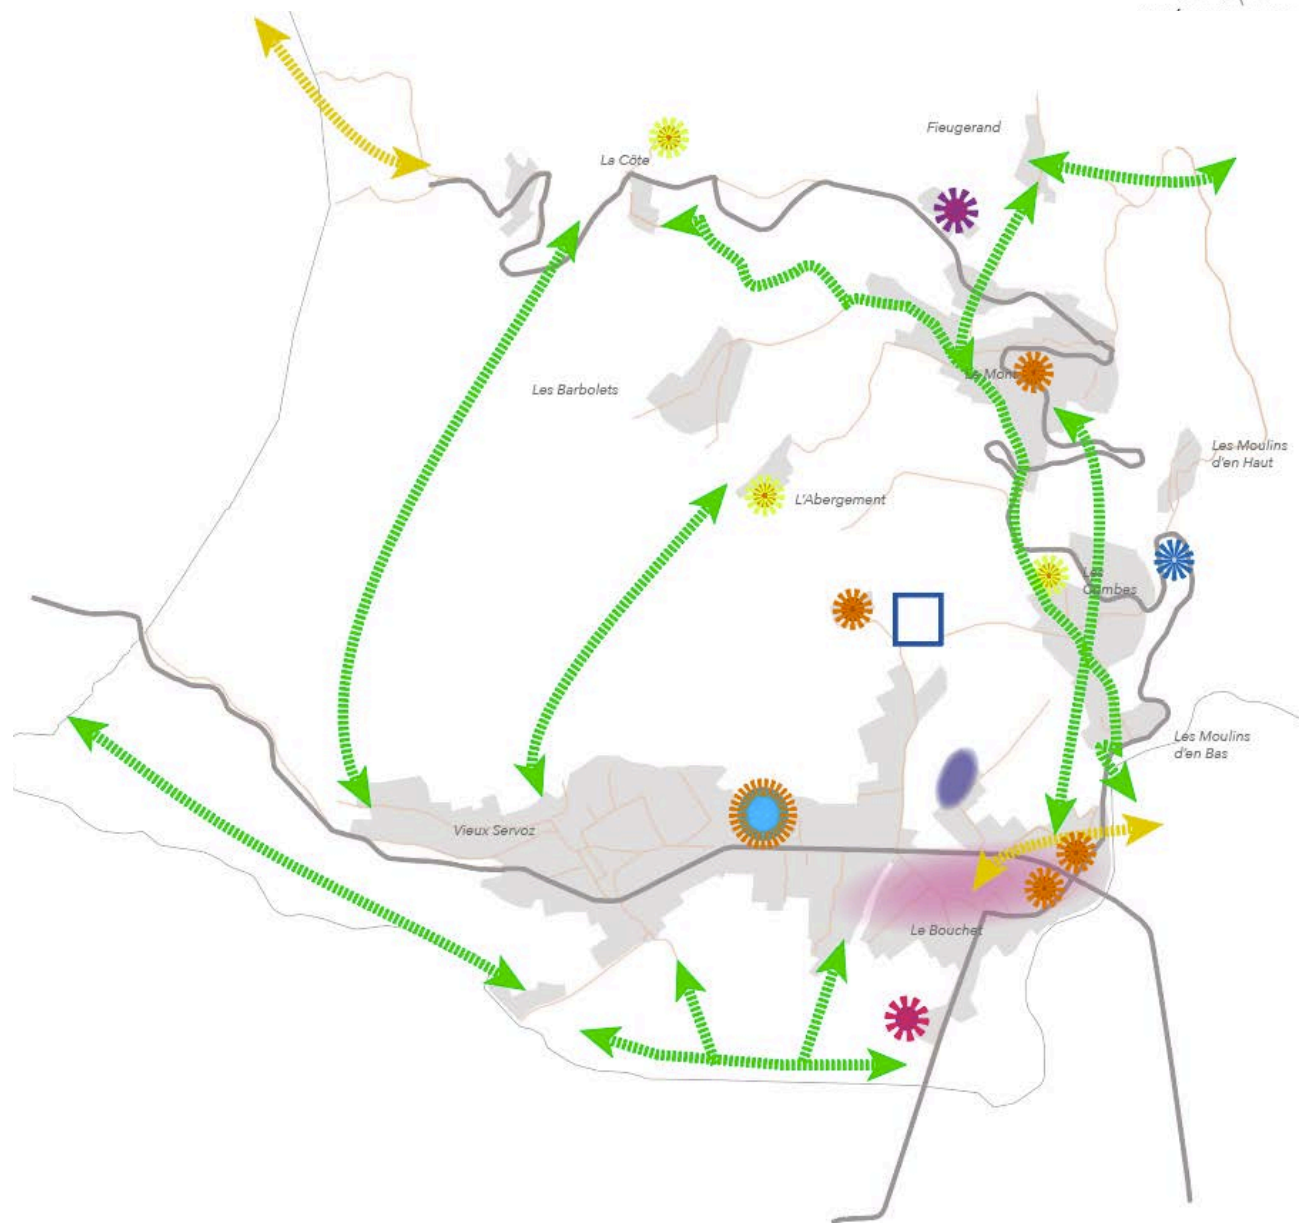 Fieugerand
La Côte
Le Mont
Les Barbolets
Les Moulins
d'en Haut
L'Abergement
Les
Combes
Les Moulins
d'en Bas
Vieux Servoz
Le Bouchet